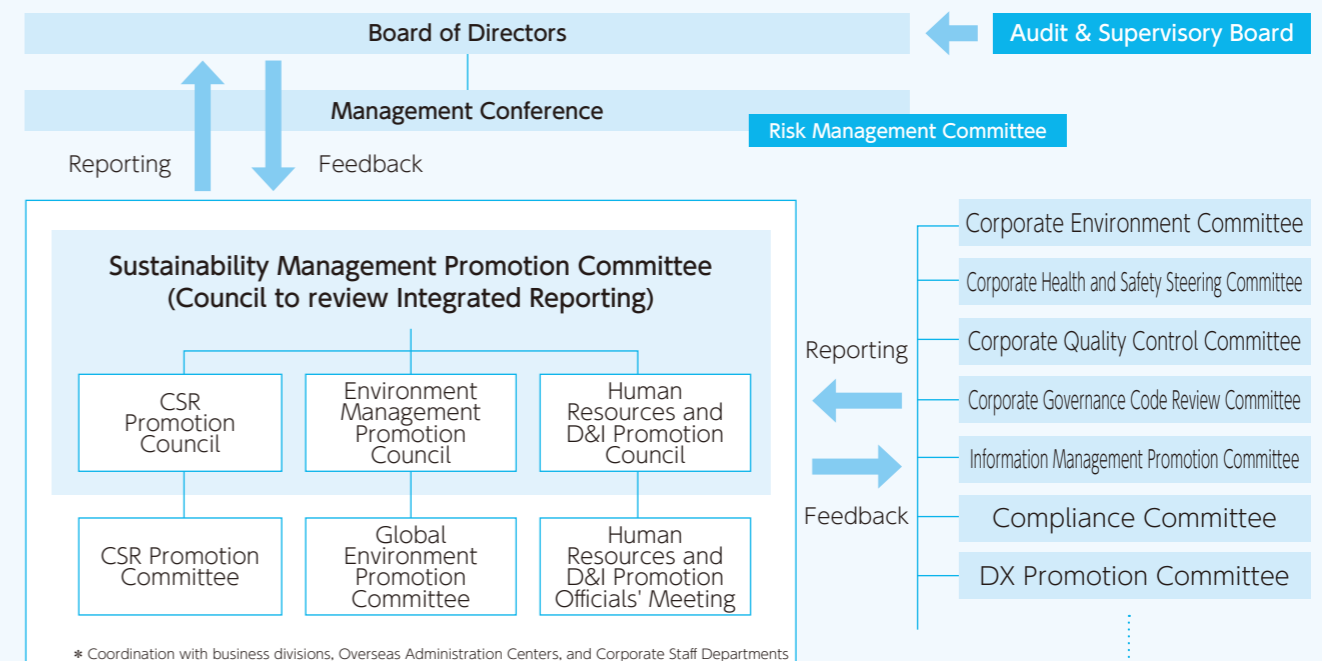 Board of Directors
Audit & Supervisory Board
Management Conference
Risk Management Committee
Reporting
Feedback
Sustainability Management Promotion Committee
(Council to review Integrated Reporting)
CSR
Promotion
Council
Environment
Management
Promotion
Council
Human
Resources and
D&I Promotion
Council
CSR Promotion
Committee
Global
Environment
Promotion
Committee
Human
Resources and
D&I Promotion
Officials' Meeting
* Coordination with business divisions, Overseas Administration Centers, and Corporate Staff Departments
Reporting
Feedback
Corporate Environment Committee
Corporate Health and Safety Steering Committee
Corporate Quality Control Committee
Corporate Governance Code Review Committee
Information Management Promotion Committee
Compliance Committee
DX Promotion Committee